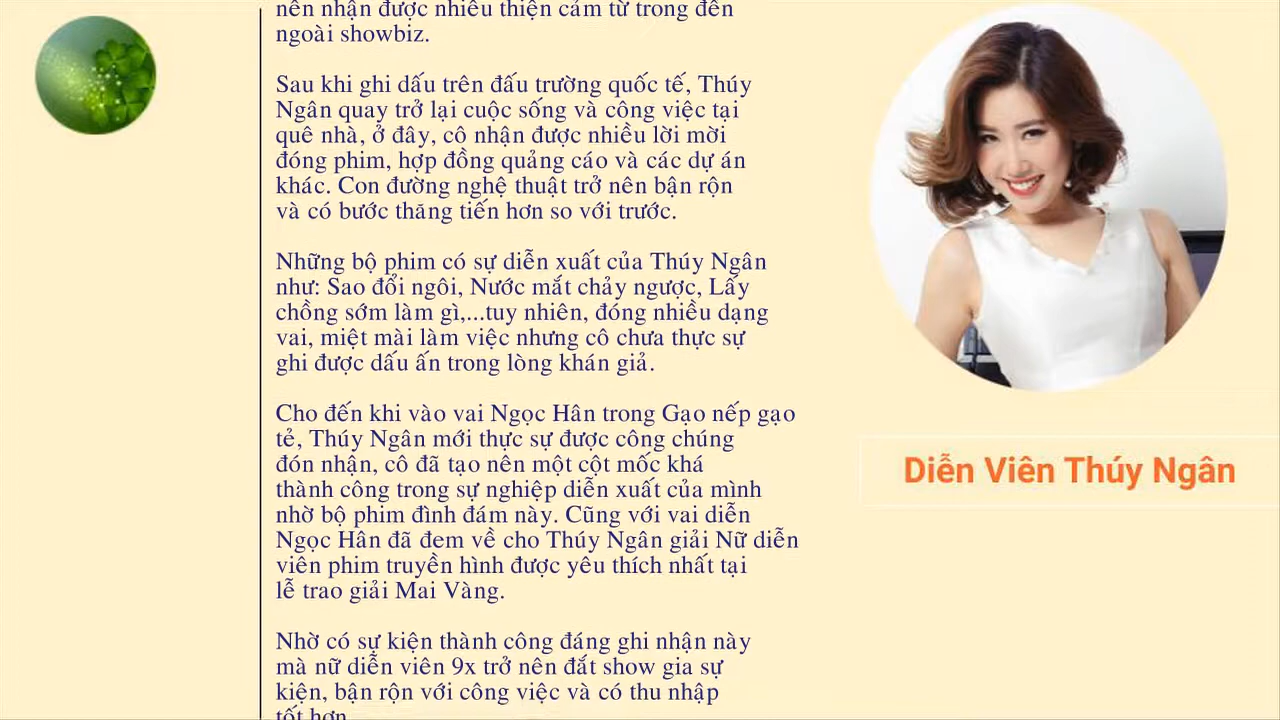 nên nhận được nhiều thiện cảm từ trong đến
ngoài showbiz.
Sau khi ghi dấu trên đấu trường quốc tế, Thúy
Ngân quay trở lại cuộc sống và công việc tại
quê nhà, ở đây, cô nhận được nhiều lời mời
đóng phim, hợp đồng quảng cáo và các dự án
khác. Con đường nghệ thuật trở nên bận rộn
và có bước thăng tiến hơn so với trước.
Những bộ phim có sự diễn xuất của Thúy Ngân
như: Sao đổi ngôi, Nước mắt chảy ngược, Lấy
chồng sớm làm gì,...tuy nhiên, đóng nhiều dạng
vai, miệt mài làm việc nhưng cô chưa thực sự
ghi được dấu ấn trong lòng khán giả.
Cho đến khi vào vai Ngọc Hân trong Gạo nếp gạo
tẻ, Thúy Ngân mới thực sự được công chúng
đón nhận, cô đã tạo nên một cột mốc khá
thành công trong sự nghiệp diễn xuất của mình
nhờ bộ phim đình đám này. Cũng với vai diễn
Ngọc Hân đã đem về cho Thúy Ngân giải Nữ diễn
viên phim truyền hình được yêu thích nhất tại
lễ trao giải Mai Vàng.
Nhờ có sự kiện thành công đáng ghi nhận này
mà nữ diễn viên 9x trở nên đắt show gia sự
kiện, bận rộn với công việc và có thu nhập
tốt hơn
Diễn Viên Thúy Ngân